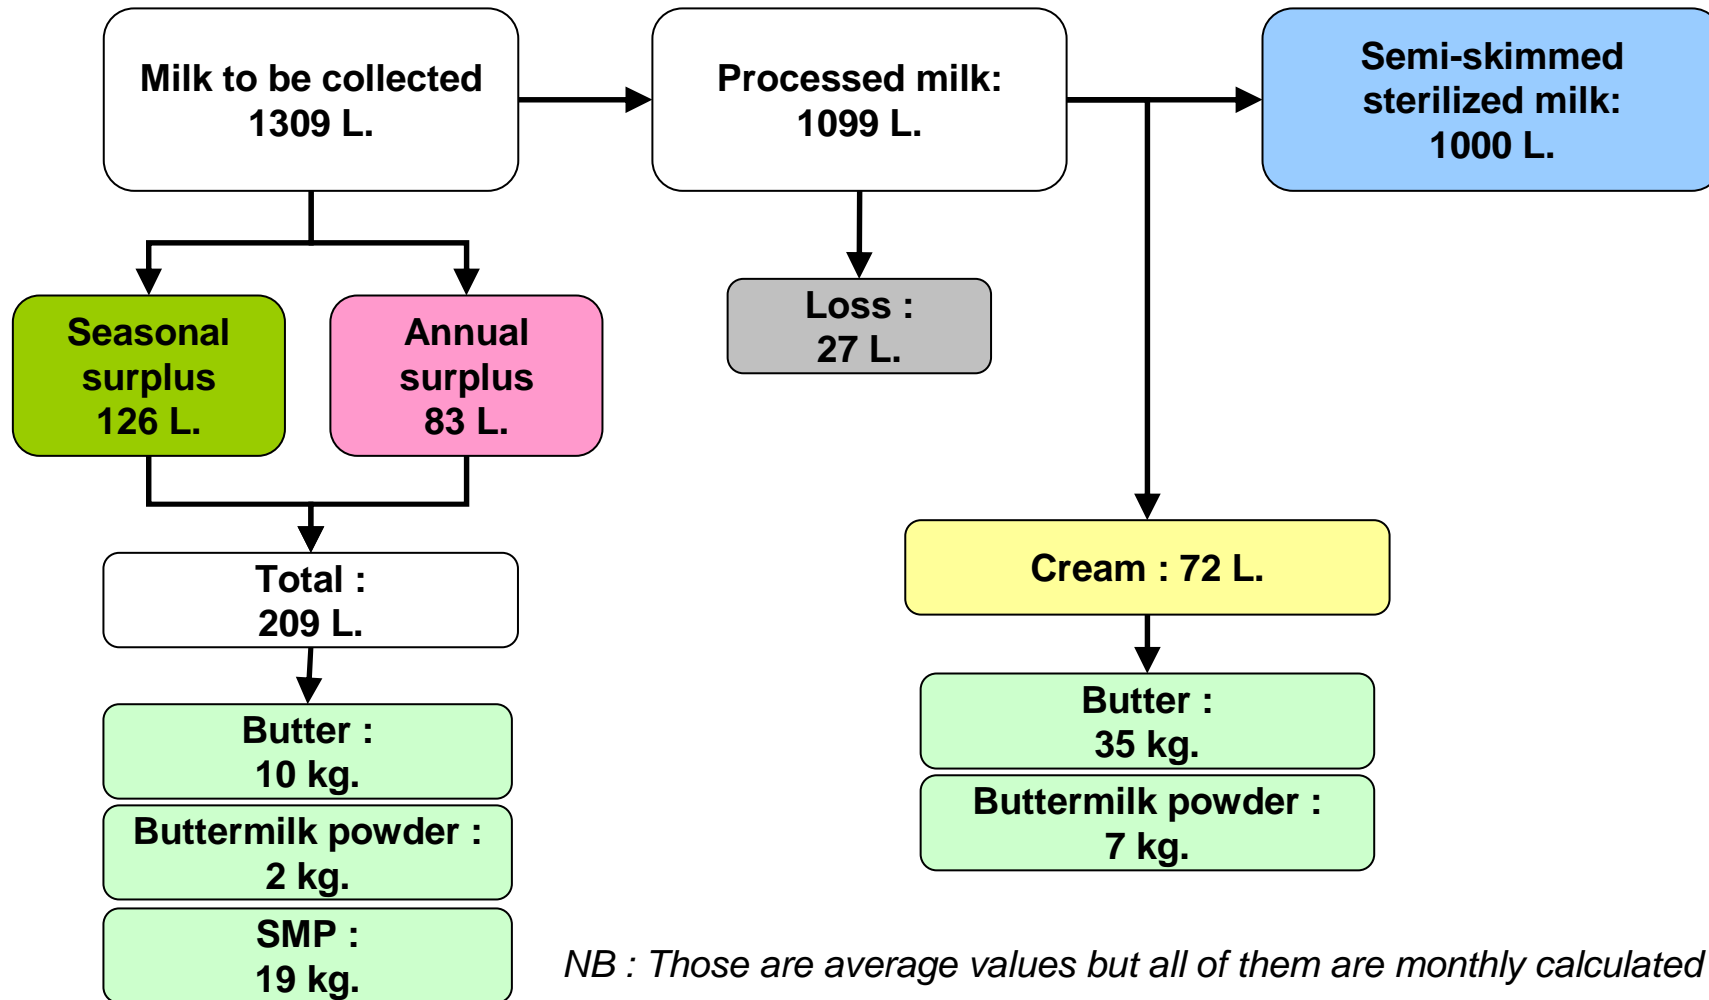 Milk to be collected
1309 L.
Processed milk:
1099 L.
Semi-skimmed
sterilized milk:
1000 L.
Seasonal
surplus
126 L.
Annual
surplus
83 L.
Loss :
27 L.
Total :
209 L.
Cream : 72 L.
Butter :
10 kg.
Buttermilk powder :
2 kg.
SMP :
19 kg.
Butter :
35 kg.
Buttermilk powder :
7 kg.
NB : Those are average values but all of them are monthly calculated